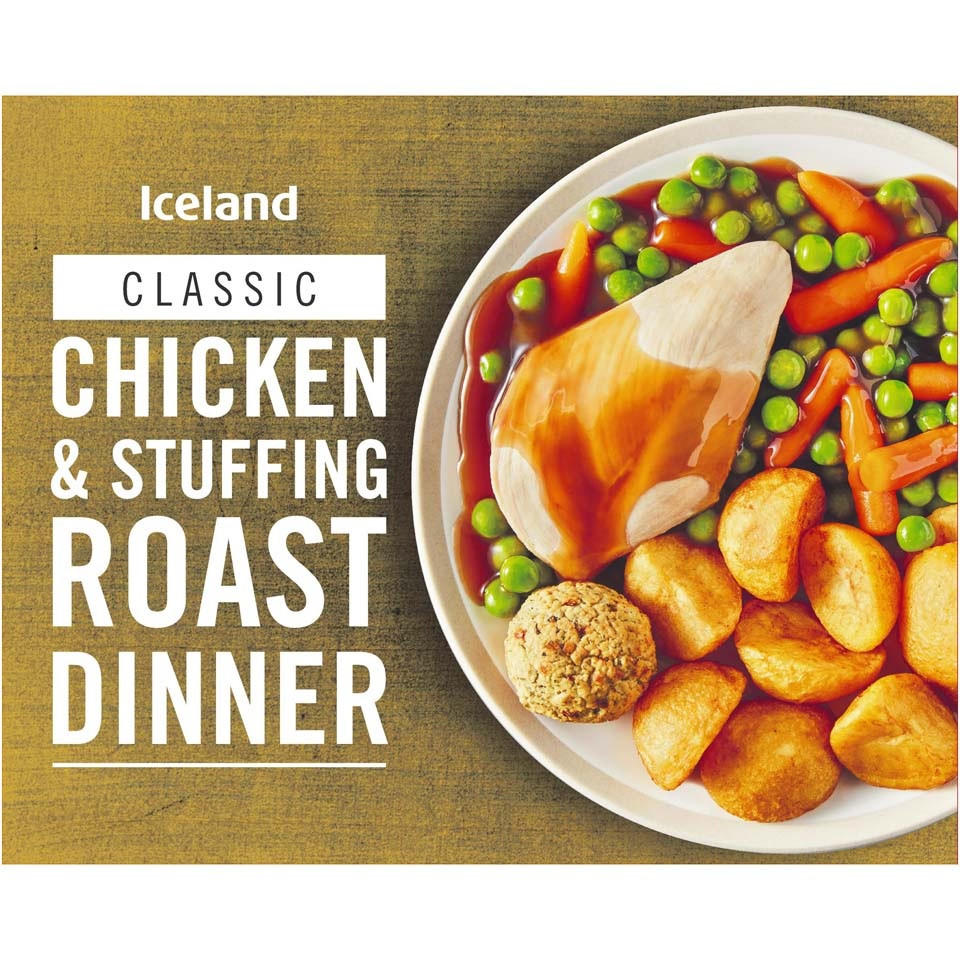 Iceland
CLASSIC
CHICKEN
& STUFFING
ROAST
DINNER